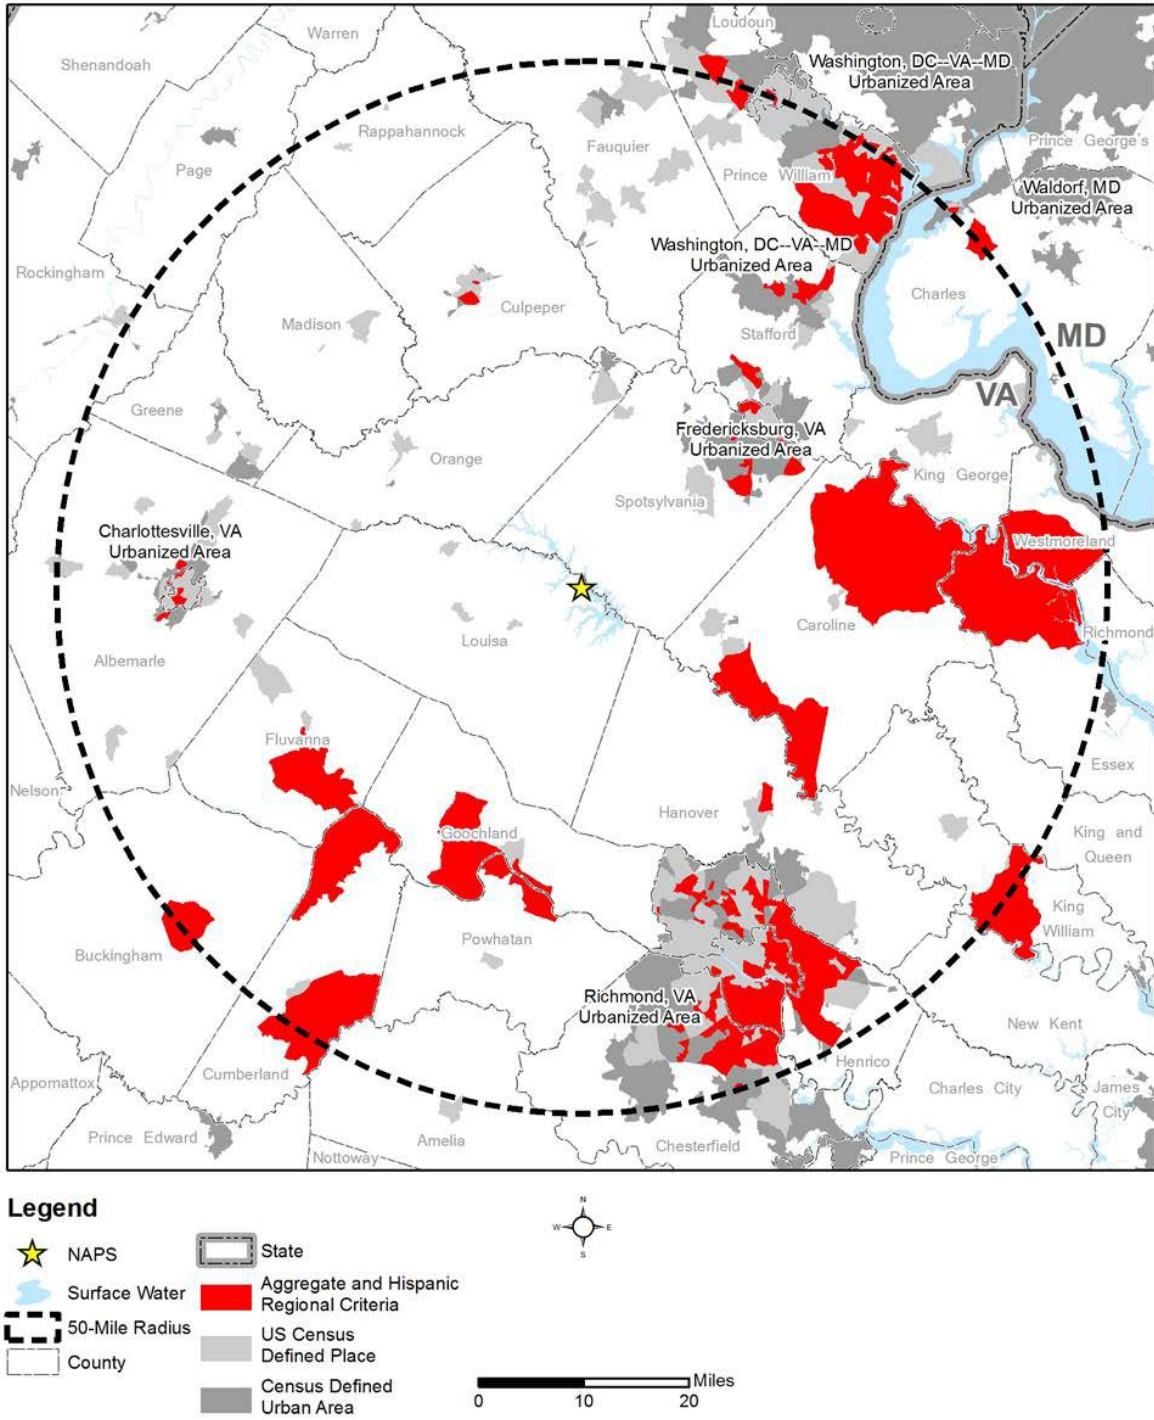 Loudoun
Warren
Shenandoah
Washington, DC--VA--MD
Urbanized Area
Rappahannock
Fauquier
Prince George's
Page
Prince William
Waldorf, MD
Urbanized Area
Washington, DC--VA--MD
Urbanized Area
Rockingham
Charles
Culpeper
Madison
Stafford
MD
VA
Greene
Fredericksburg, VA
Urbanized Area
Orange
King George
Spotsylvania
Charlottesville, VA
Urbanized Area
Westmoreland
Caroline
Richmond
Louisa
Albemarle
Fluvanna
Essex
Nelson
Hanover
Goochland
King and
Queen
King
William
Powhatan
Buckingham
Richmond, VA
Urbanized Area
New Kent
Henrico
Cumberland
Appomattox
Charles City
James
City
Prince Edward
Amelia
Chesterfield
Nottoway
Prince George
Legend
NAPS
Surface Water
50-Mile Radius
County
State
Aggregate and Hispanic
Regional Criteria
US Census
Defined Place
Census Defined
Urban Area
N
W E
S
Miles
0 10 20